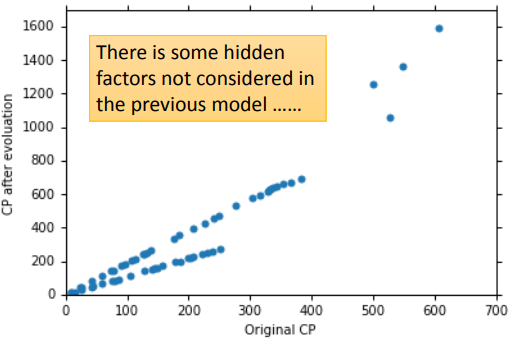 1600
1400
1200
1000
800
600
400
200
0
CP after evoluation
There is some hidden
factors not considered in
the previous model ......
0 100 200 300 400 500 600 700
Original CP